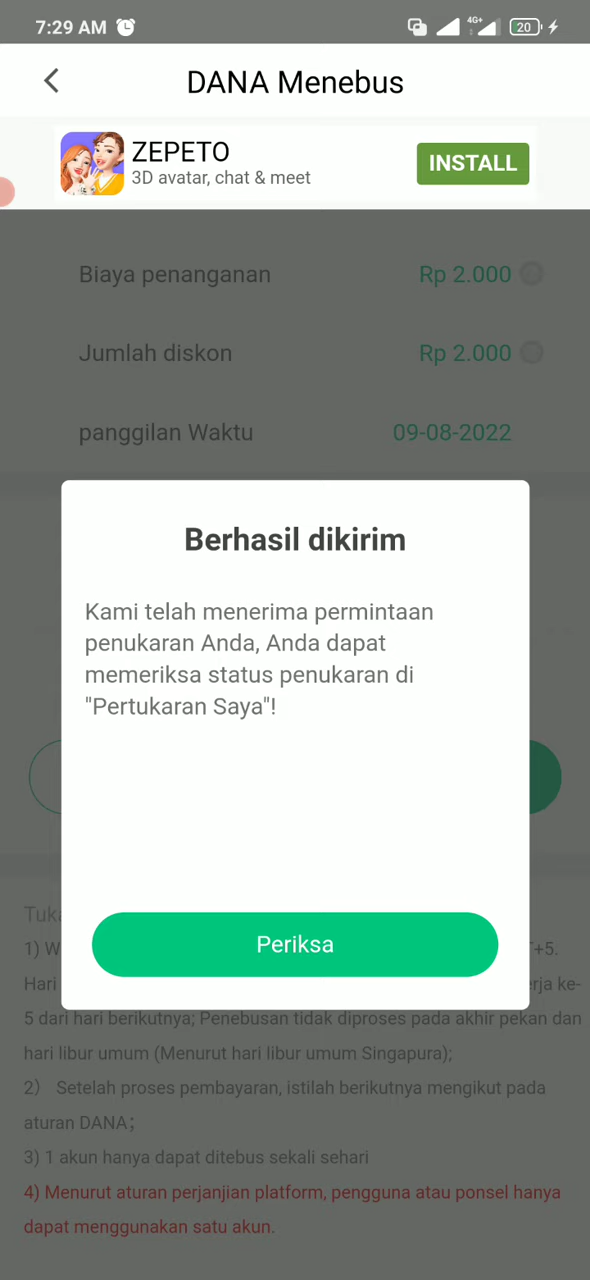 7:29 AM
4G+
20
DANA Menebus
ZEPETO
3D avatar, chat & meet
INSTALL
Biaya penanganan Rp 2.000
Jumlah diskon Rp 2.000
panggilan Waktu 09-08-2022
Berhasil dikirim
Kami telah menerima permintaan
penukaran Anda, Anda dapat
memeriksa status penukaran di
"Pertukaran Saya"!
Periksa
1)
+5.
Hari ke-
5 dari hari berikutnya; Penebusan tidak diproses pada akhir pekan dan
hari libur umum (Menurut hari libur umum Singapura);
2） Setelah proses pembayaran, istilah berikutnya mengikut pada
aturan DANA；
3) 1 akun hanya dapat ditebus sekali sehari
4) Menurut aturan perjanjian platform, pengguna atau ponsel hanya
dapat menggunakan satu akun.